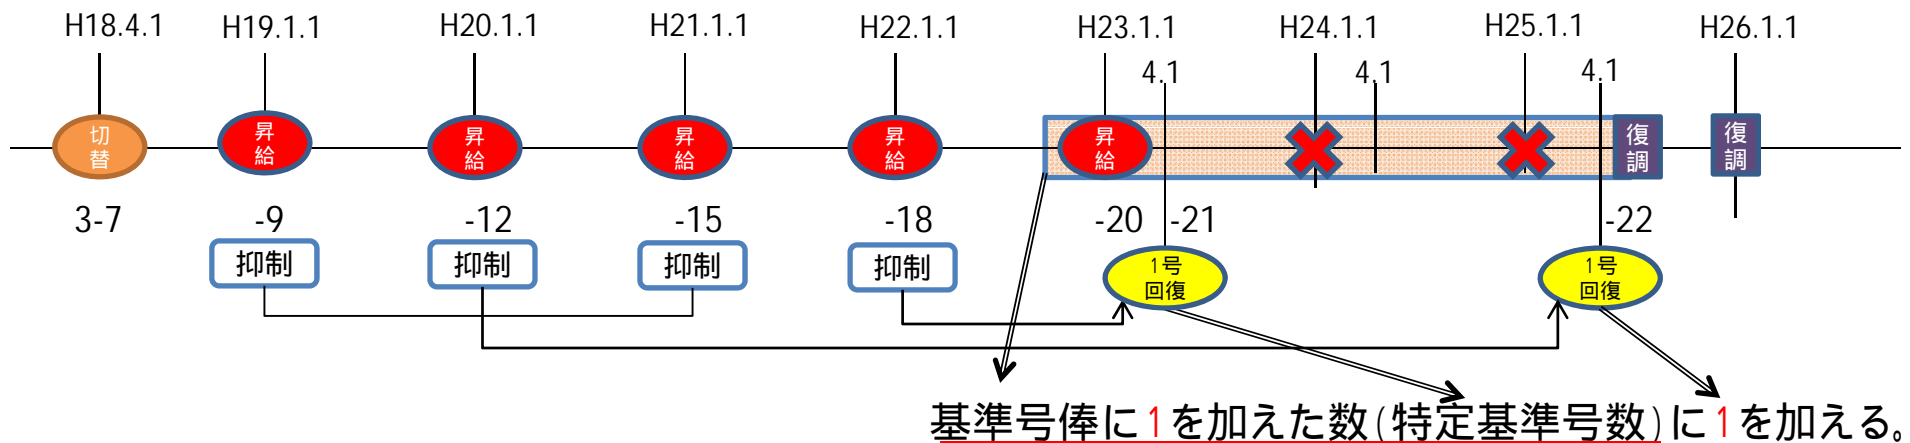 H18.4.1 H19.1.1 H20.1.1 H21.1.1 H22.1.1 H23.1.1 H24.1.1 H25.1.1 H26.1.1
4.1 4.1 4.1
切替 昇給 昇給 昇給 昇給 昇給 復調 復調
3-7 -9 -12 -15 -18 -20 -21 -22
抑制 抑制 抑制 抑制 1号回復 1号回復
基準号俸に1を加えた数(特定基準号数)に1を加える。